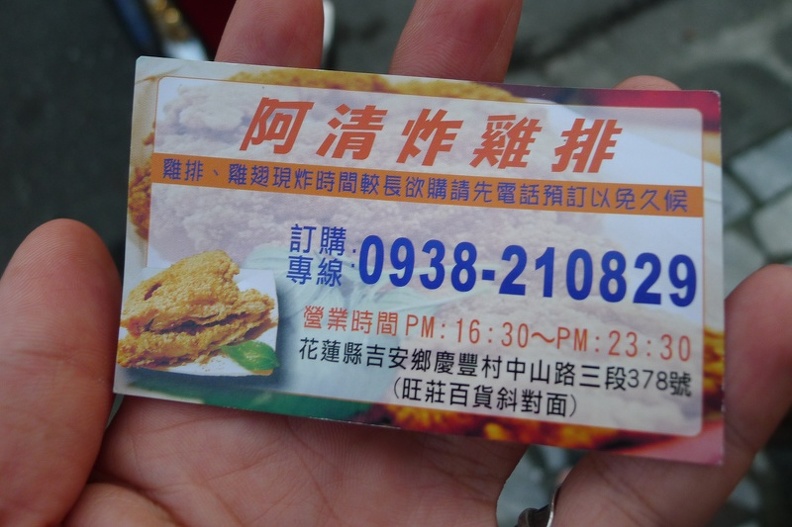 阿清炸雞排
雞排、雞翅現炸時間較長欲購請先電話預訂以免久候
訂購專線:0938-210829
營業時間PM:16:30～PM:23:30
花蓮縣吉安鄉慶豐村中山路三段378號
(旺莊百貨斜對面)